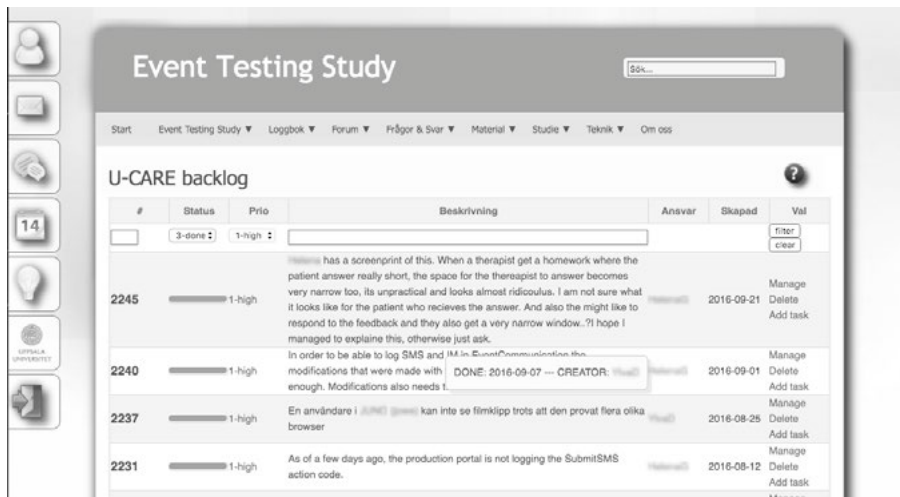 Event Testing Study
Sök...
Start Event Testing Study ▼ Loggbok ▼ Forum ▼ Frågor & Svar ▼ Material ▼ Studie ▼ Teknik ▼ Om oss
14
UPPSALA
UNIVERSITET
U-CARE backlog
?
# Status Prio Beskrivning Ansvar Skapad Val
3-done 1-high filter
clear
has a screenprint of this. When a therapist get a homework where the
patient answer really short, the space for the thereapist to answer becomes
very narrow too, its unpractical and looks almost ridicoulus. I am not sure what
it looks like for the patient who recieves the answer. And also the might like to
respond to the feedback and they also get a very narrow window..?I hope I
managed to explaine this, otherwise just ask.
2245 1-high 2016-09-21 Manage
Delete
Add task
In order to be able to log SMS and IM in EventCommunication the
modifications that were made with
enough. Modifications also needs
DONE: 2016-09-07 --- CREATOR:
2240 1-high 2016-09-01 Manage
Delete
Add task
2237 1-high En användare i kan inte se filmklipp trots att den provat flera olika
browser
2016-08-25 Manage
Delete
Add task
2231 1-high As of a few days ago, the production portal is not logging the SubmitSMS
action code.
2016-08-12 Manage
Delete
Add task